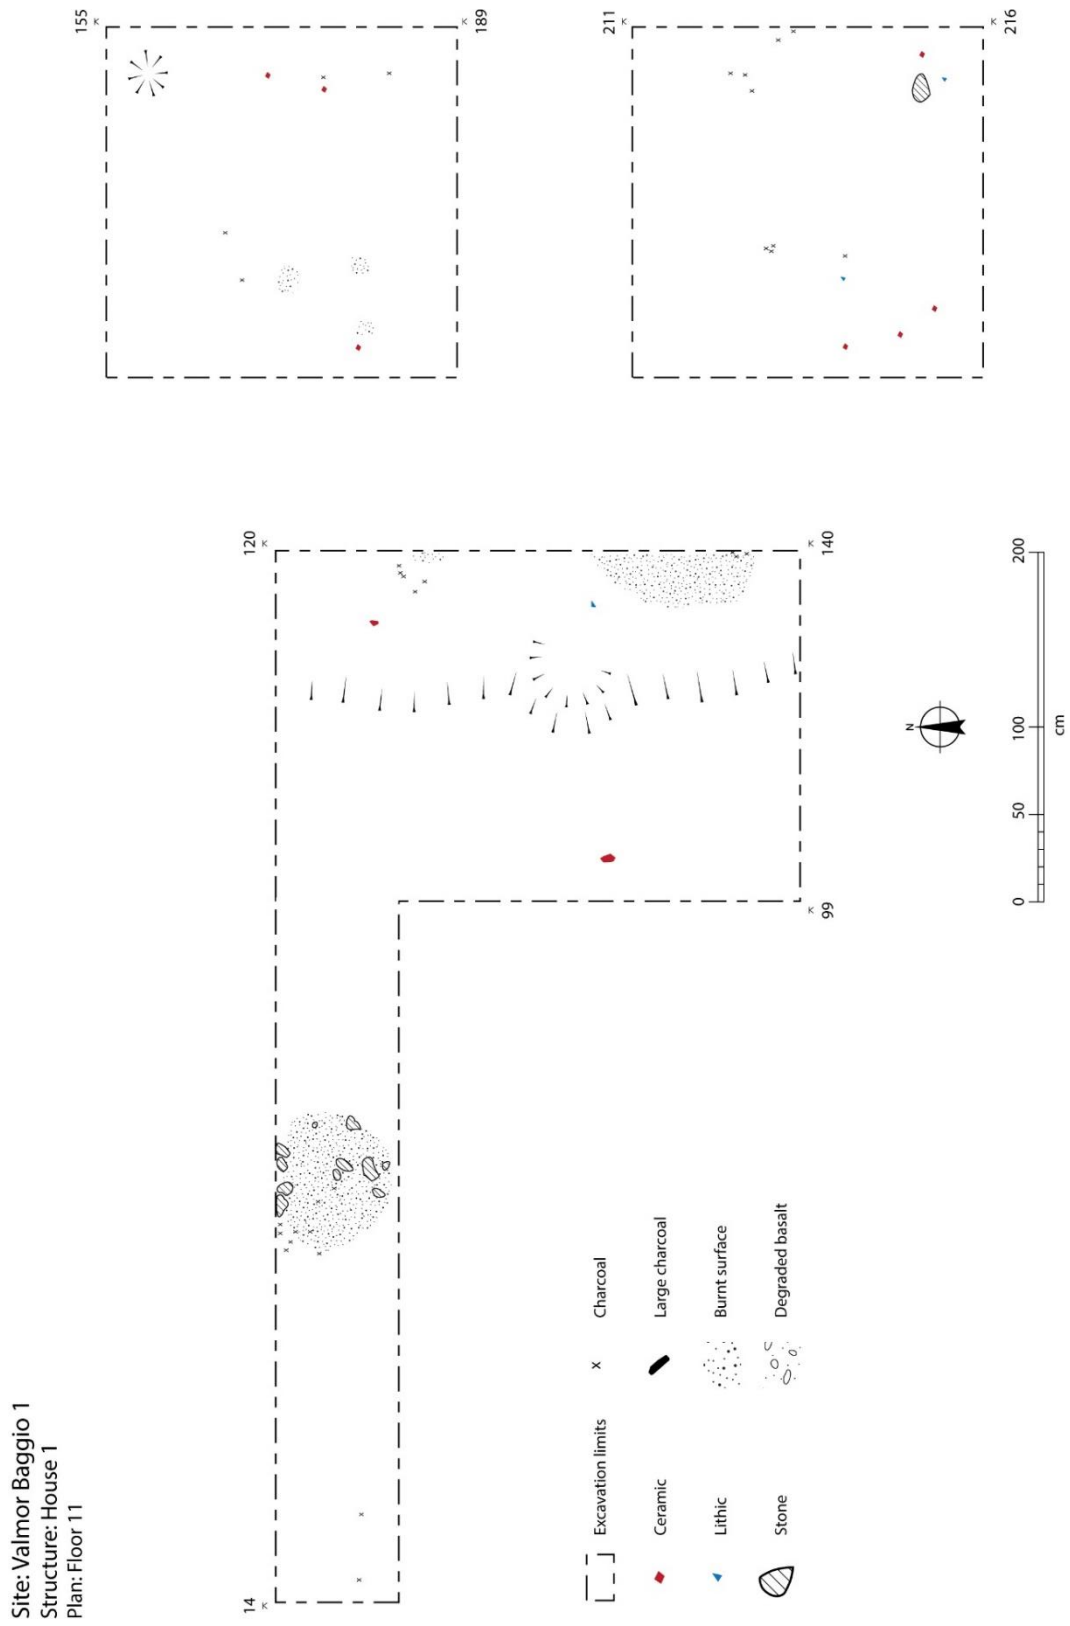 Site: Valmor Baggio 1
Structure: House 1
Plan: Floor 11
14
120
155
189
211
216
140
99
Excavation limits
Ceramic
Lithic
Stone
x Charcoal
Large charcoal
Burnt surface
Degraded basalt
N
0 50 100 200
cm